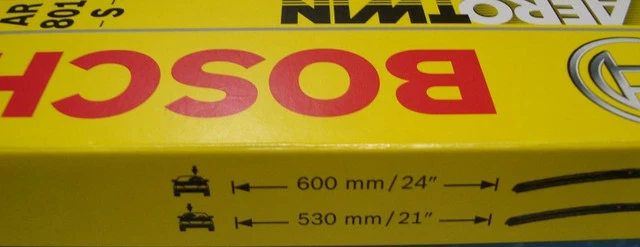 AEROTWIN
AR
801
-S-
BOSCH
600 mm/24"
530 mm/21"